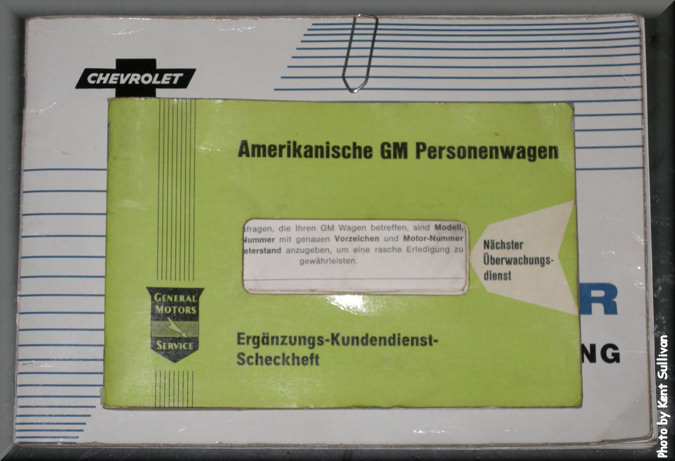 CHEVROLET
Amerikanische GM Personenwagen
fragen, die Ihren GM Wagen betreffen, sind Modell,
Nummer mit genauen Vorzeichen und Motor-Nummer
eterstand anzugeben, um eine rasche Erledigung zu
gewährleisten.
Nächster
Überwachungs-
dienst
R
NG
GENERAL
MOTORS
SERVICE
Ergänzungs-Kundendienst-
Scheckheft
Photo by Kent Sullivan